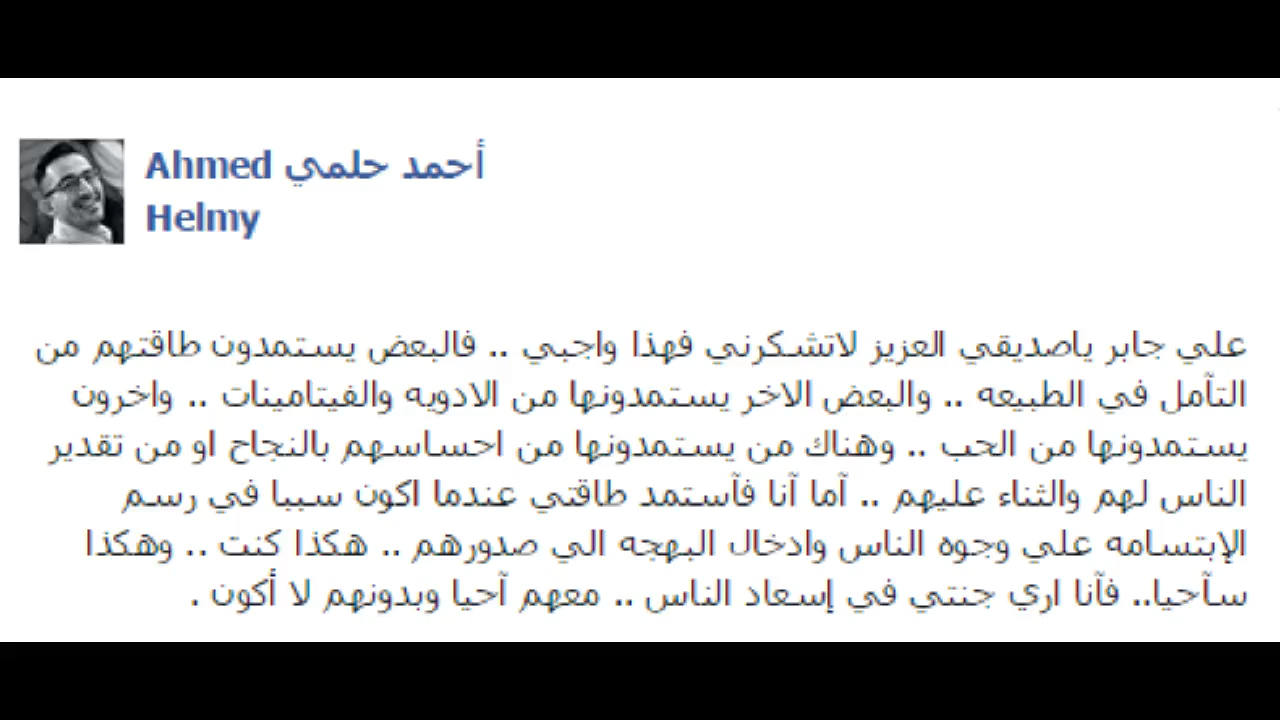 أحمد حلمي Ahmed
Helmy
علي جابر ياصديقي العزيز لاتشكرني فهذا واجبي .. فالبعض يستمدون طاقتهم من
التآمل في الطبيعه .. والبعض الاخر يستمدونها من الادويه والفيتامينات .. واخرون
يستمدونها من الحب .. وهناك من يستمدونها من احساسهم بالنجاح او من تقدير
الناس لهم والثناء عليهم .. آما آنا فآستمد طاقتي عندما اكون سببا في رسم
الإبتسامه علي وجوه الناس وادخال البهجه الي صدورهم .. هكذا كنت .. وهكذا
سآحيا.. فآنا اري جنتي في إسعاد الناس .. معهم آحيا وبدونهم لا أكون .